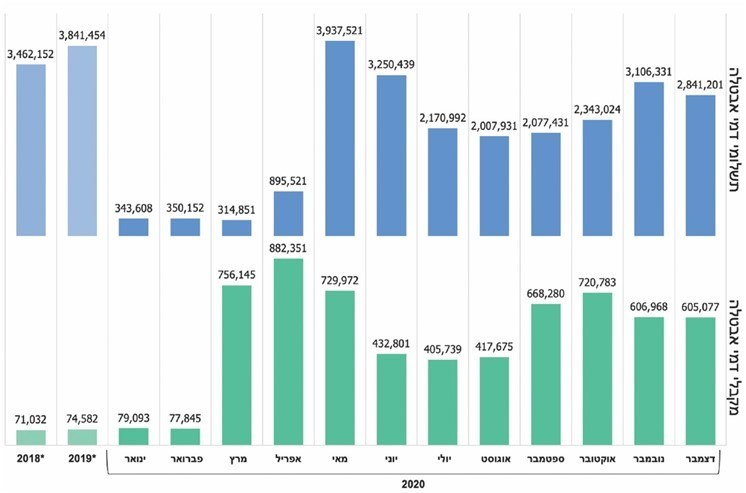 3,462,152
3,841,454
343,608
350,152
314,851
895,521
3,937,521
3,250,439
2,170,992
2,007,931
2,077,431
2,343,024
3,106,331
2,841,201
תשלומי דמי אבטלה
71,032
74,582
79,093
77,845
756,145
882,351
729,972
432,801
405,739
417,675
668,280
720,783
606,968
605,077
מקבלי דמי אבטלה
2018*
2019*
ינואר
פברואר
מרץ
אפריל
מאי
יוני
יולי
אוגוסט
ספטמבר
אוקטובר
נובמבר
דצמבר
2020